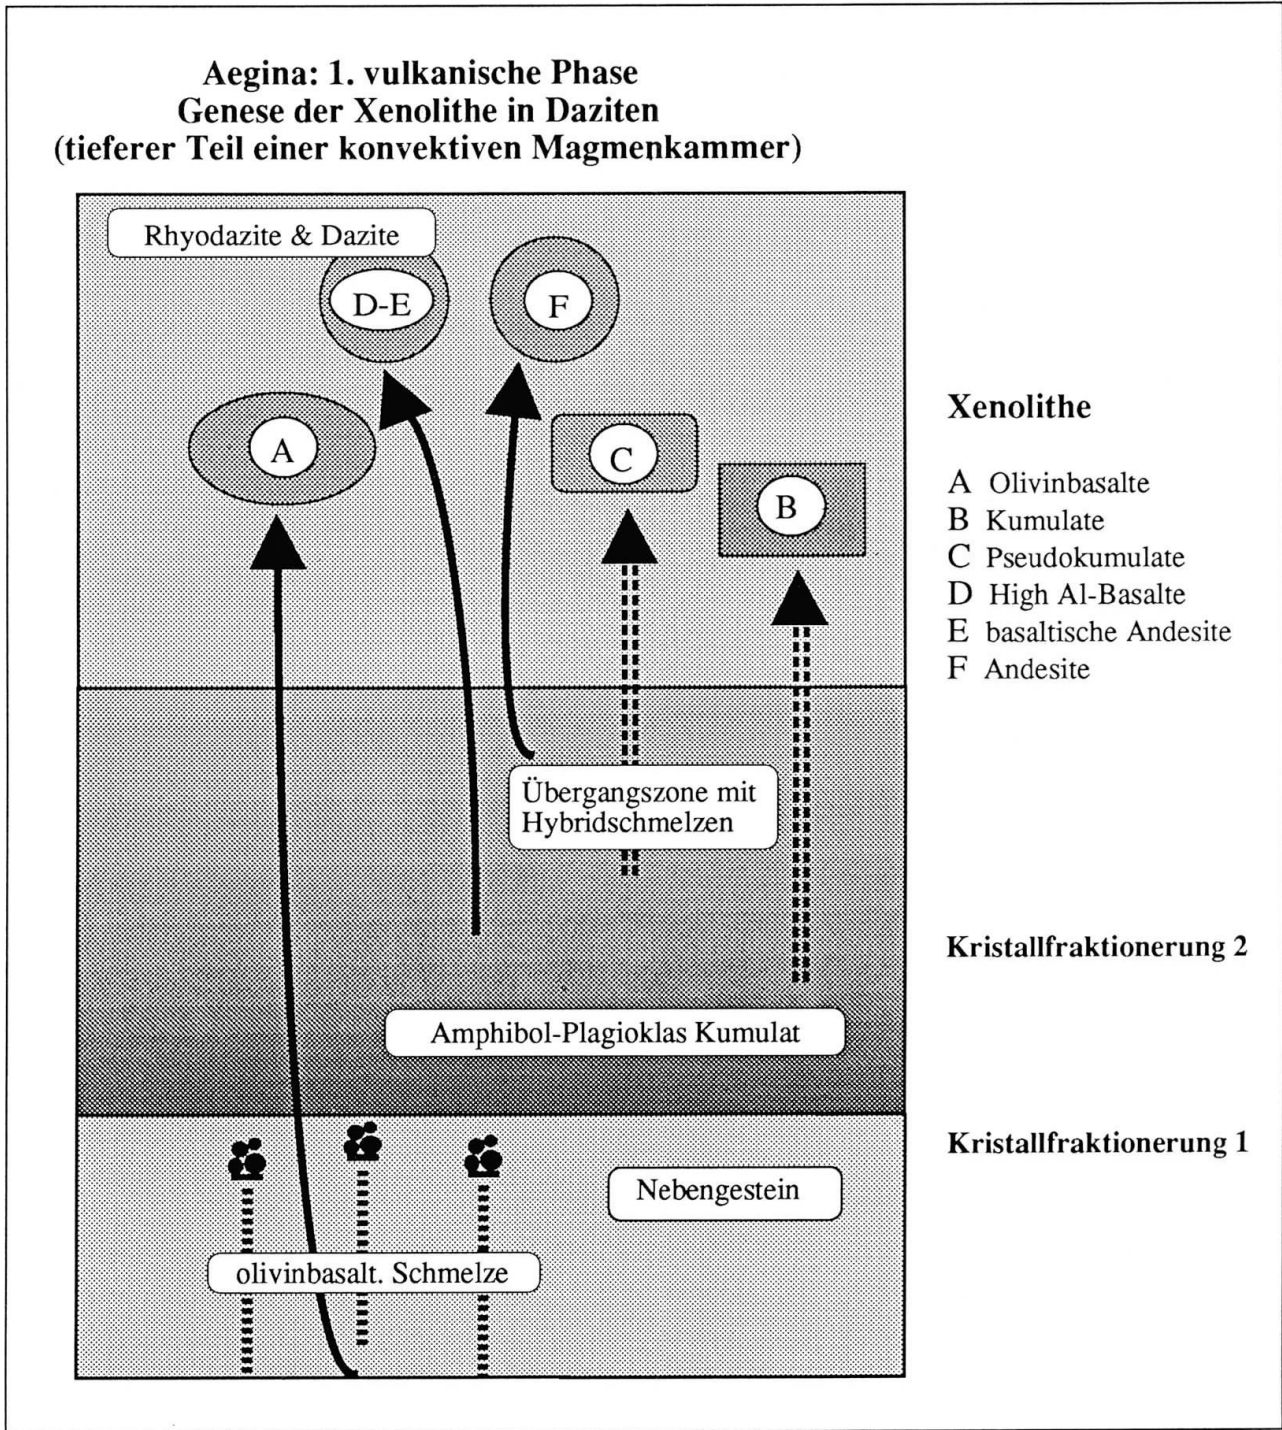 Aegina: 1. vulkanische Phase
Genese der Xenolithe in Daziten
(tieferer Teil einer konvektiven Magmenkammer)
Rhyodazite & Dazite
D-E
F
A
C
B
Xenolithe
A Olivinbasalte
B Kumulate
C Pseudokumulate
D High Al-Basalte
E basaltische Andesite
F Andesite
Übergangszone mit
Hybridschmelzen
Kristallfraktionerung 2
Amphibol-Plagioklas Kumulat
Kristallfraktionerung 1
Nebengestein
olivinbasalt. Schmelze